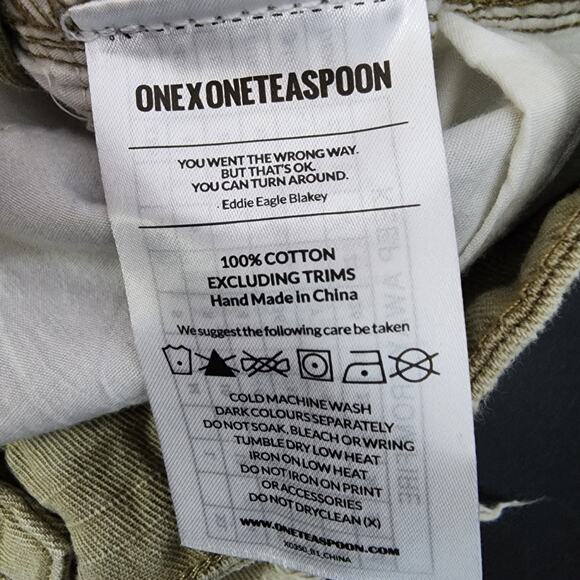 ONEXONETEASPOON
YOU WENT THE WRONG WAY.
BUT THAT'S OK.
YOU CAN TURN AROUND.
Eddie Eagle Blakey
100% COTTON
EXCLUDING TRIMS
Hand Made in China
We suggest the following care be taken
COLD MACHINE WASH
DARK COLOURS SEPARATELY
DO NOT SOAK, BLEACH OR WRING
TUMBLE DRY LOW HEAT
IRON ON LOW HEAT
DO NOT IRON ON PRINT
OR ACCESSORIES
DO NOT DRYCLEAN (X)
WWW.ONETEASPOON.COM